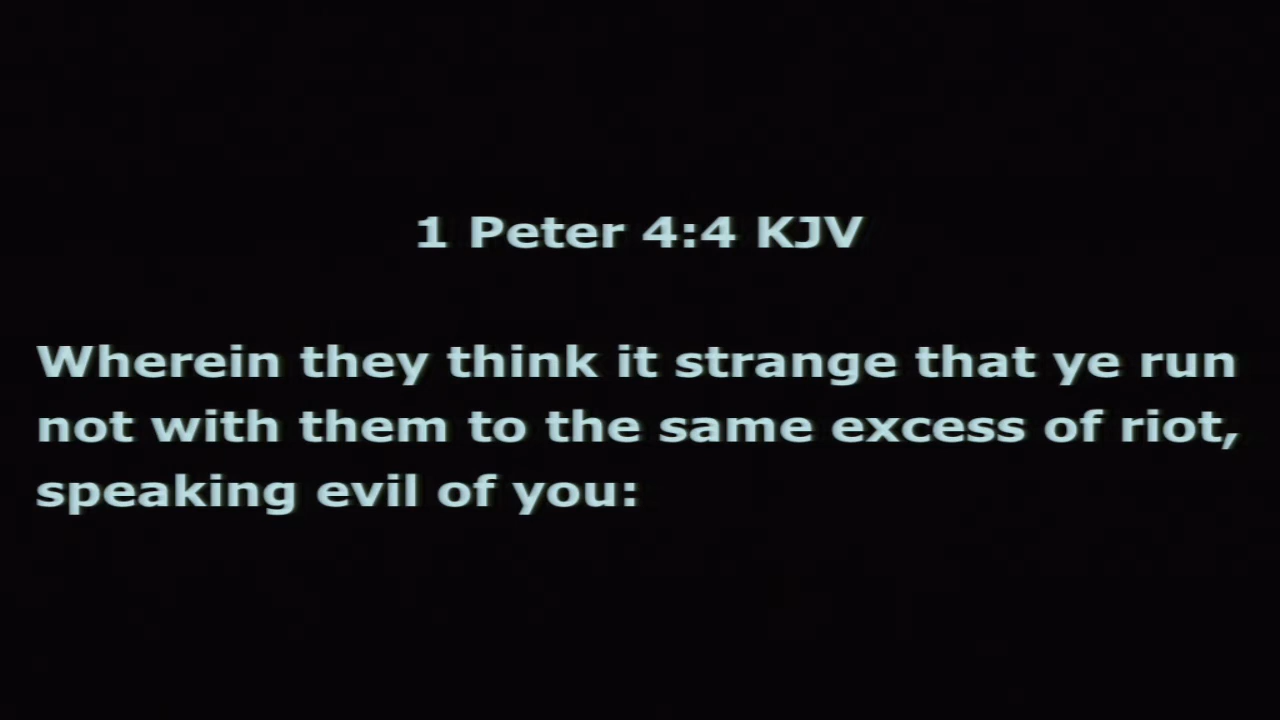 1 Peter 4:4 KJV
Wherein they think it strange that ye run
not with them to the same excess of riot,
speaking evil of you: